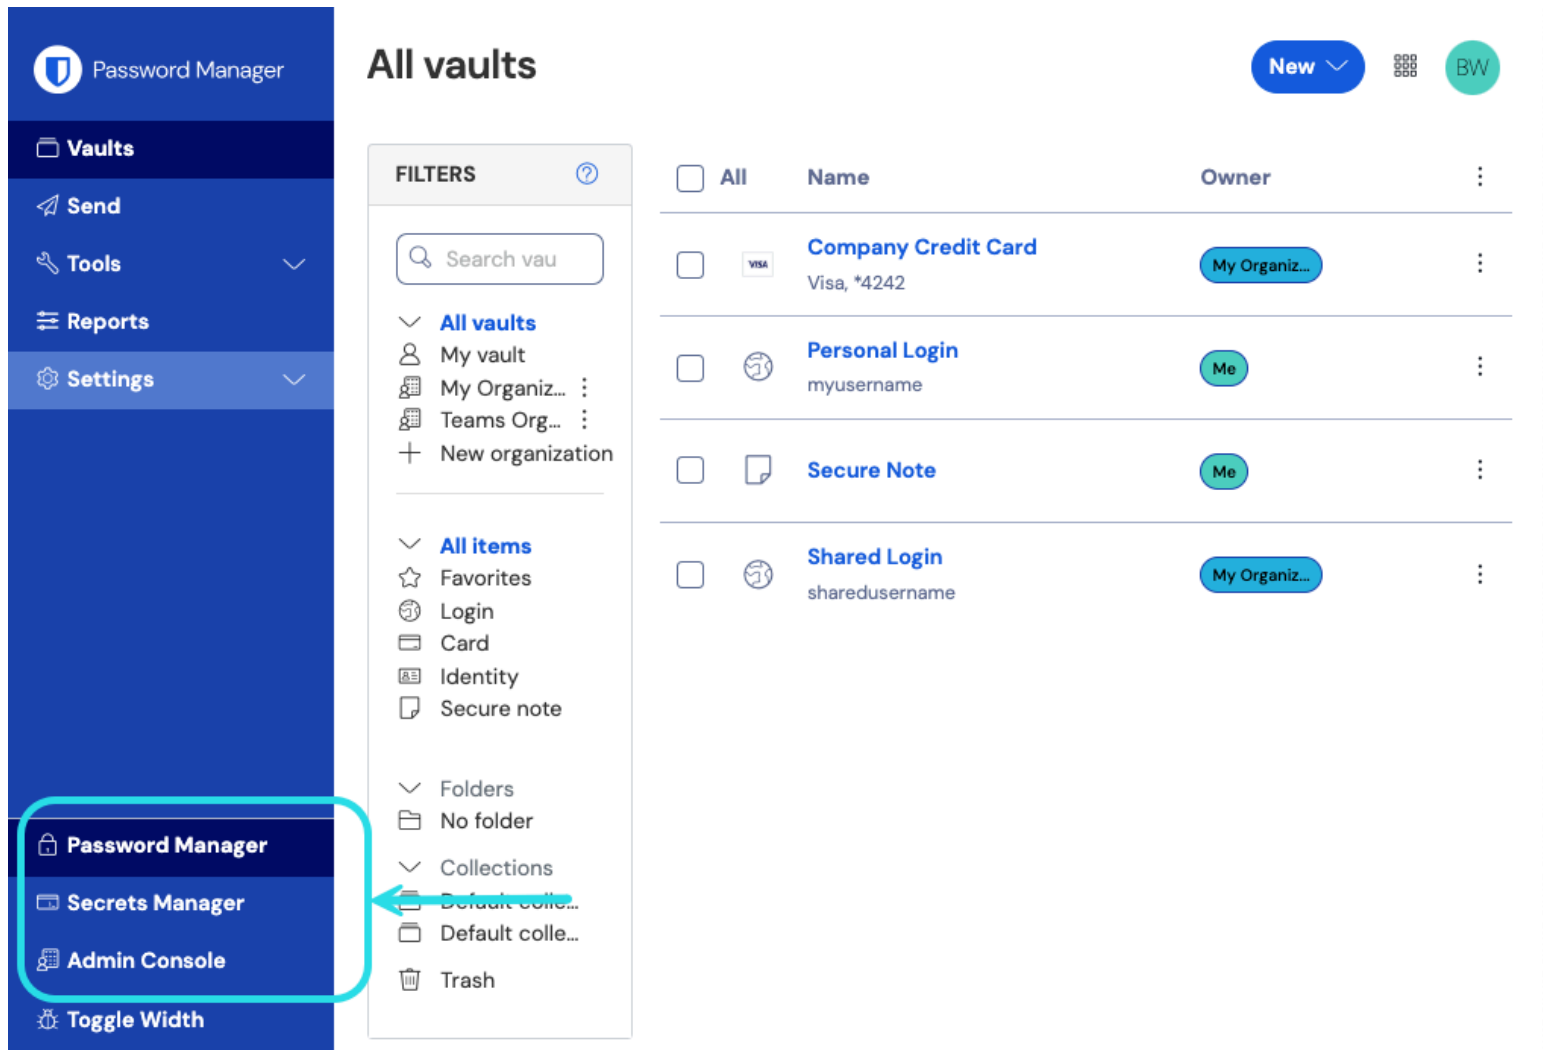 Password Manager
Vaults
Send
Tools
Reports
Settings
Password Manager
Secrets Manager
Admin Console
Toggle Width
All vaults
New
BW
FILTERS
Search vau
All vaults
My vault
My Organiz...
Teams Org...
New organization
All items
Favorites
Login
Card
Identity
Secure note
Folders
No folder
Collections
Default colle...
Default colle...
Trash
All Name Owner
VISA
Company Credit Card
Visa, *4242
My Organiz...
Personal Login
myusername
Me
Secure Note
Me
Shared Login
sharedusername
My Organiz...